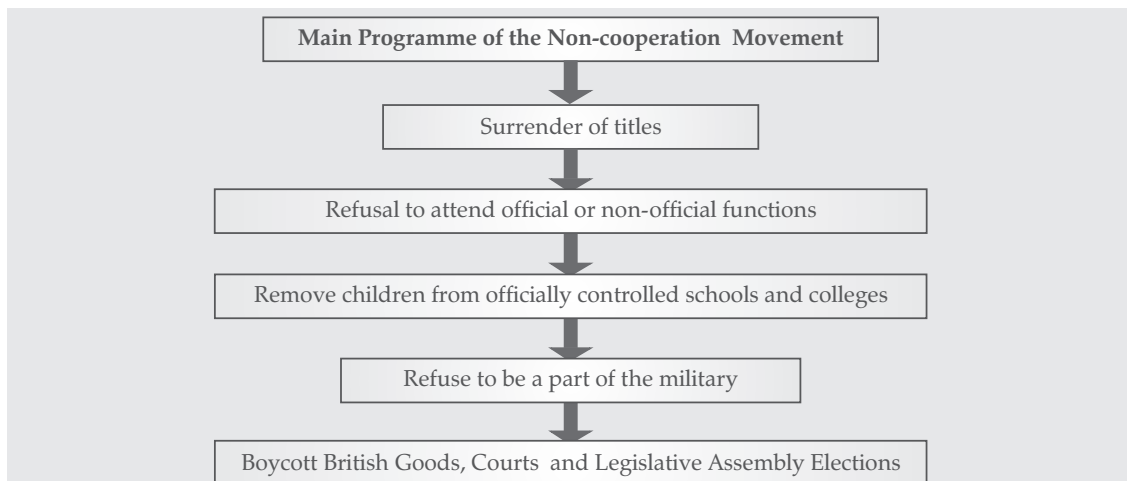 Main Programme of the Non-cooperation Movement
Surrender of titles
Refusal to attend official or non-official functions
Remove children from officially controlled schools and colleges
Refuse to be a part of the military
Boycott British Goods, Courts and Legislative Assembly Elections